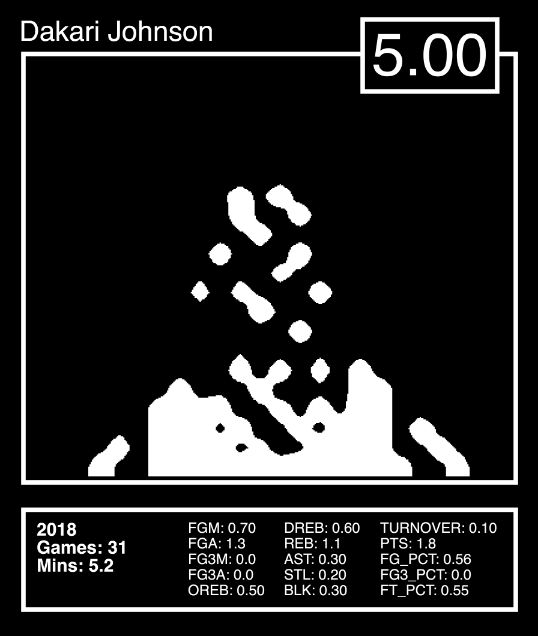 Dakari Johnson
5.00
2018
Games: 31
Mins: 5.2
FGM: 0.70
FGA: 1.3
FG3M: 0.0
FG3A: 0.0
OREB: 0.50
DREB: 0.60
REB: 1.1
AST: 0.30
STL: 0.20
BLK: 0.30
TURNOVER: 0.10
PTS: 1.8
FG_PCT: 0.56
FG3_PCT: 0.0
FT_PCT: 0.55